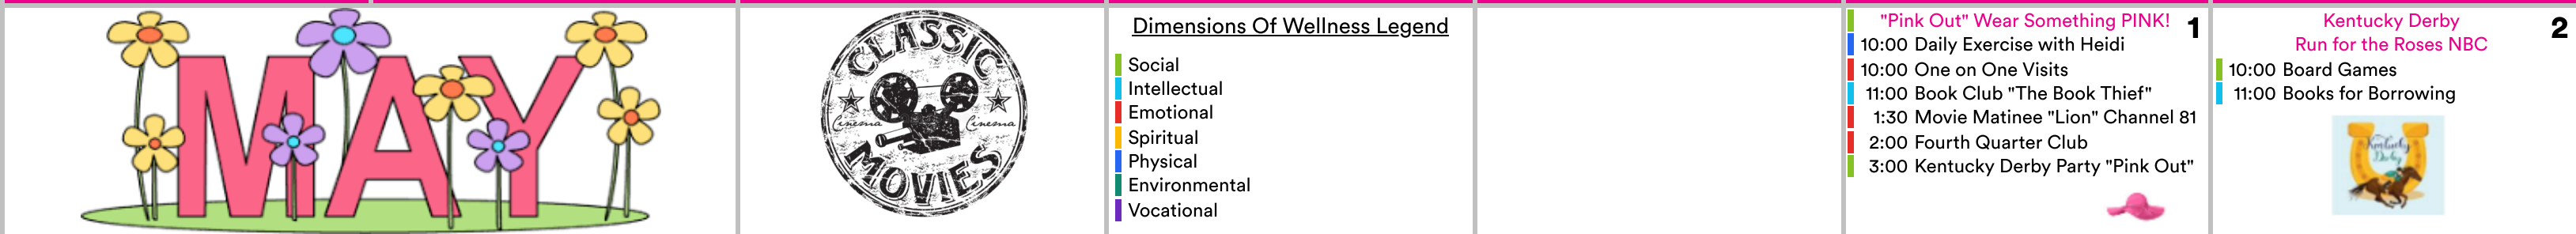 MAY
CLASSIC
Cinema Cinema
MOVIES
Dimensions Of Wellness Legend
Social
Intellectual
Emotional
Spiritual
Physical
Environmental
Vocational
"Pink Out" Wear Something PINK! 1
10:00 Daily Exercise with Heidi
10:00 One on One Visits
11:00 Book Club "The Book Thief"
1:30 Movie Matinee "Lion" Channel 81
2:00 Fourth Quarter Club
3:00 Kentucky Derby Party "Pink Out"
Kentucky Derby 2
Run for the Roses NBC
10:00 Board Games
11:00 Books for Borrowing
Kentucky
Derby